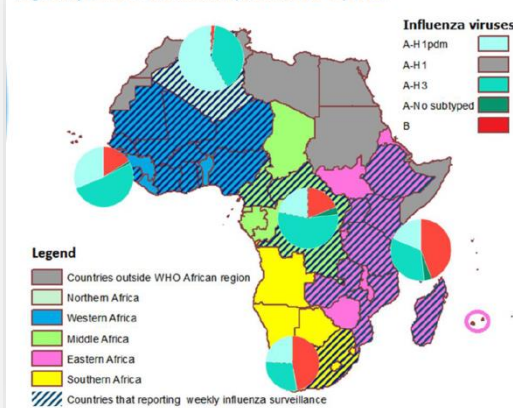 Influenza viruses
A-H1pdm
A-H1
A-H3
A-No subtyped
B
Legend
Countries outside WHO African region
Northern Africa
Western Africa
Middle Africa
Eastern Africa
Southern Africa
Countries that reporting weekly influenza surveillance